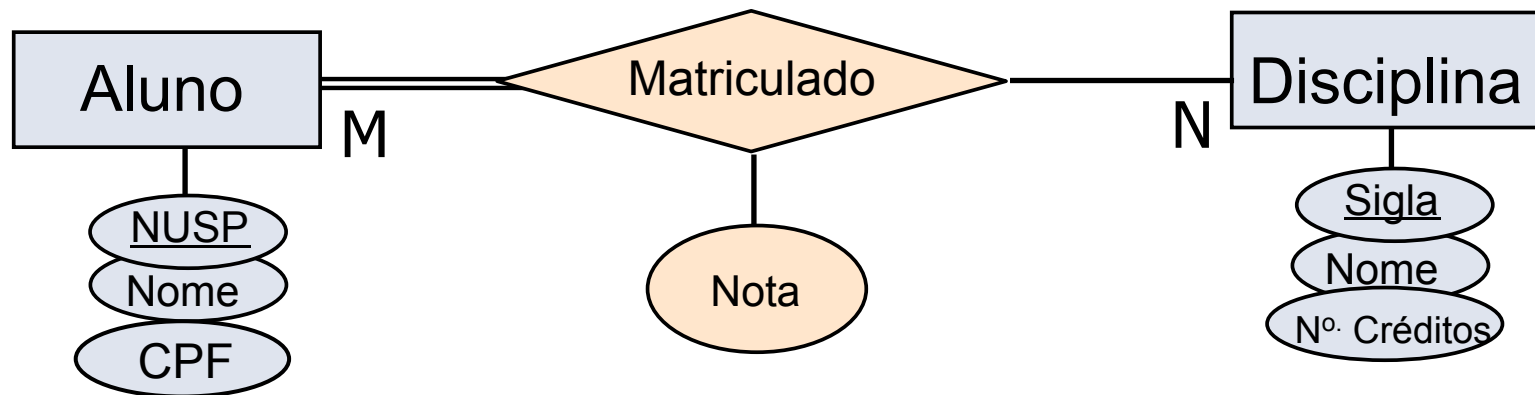 Aluno
M
NUSP
Nome
CPF
Matriculado
Nota
N
Disciplina
Sigla
Nome
Nº. Créditos